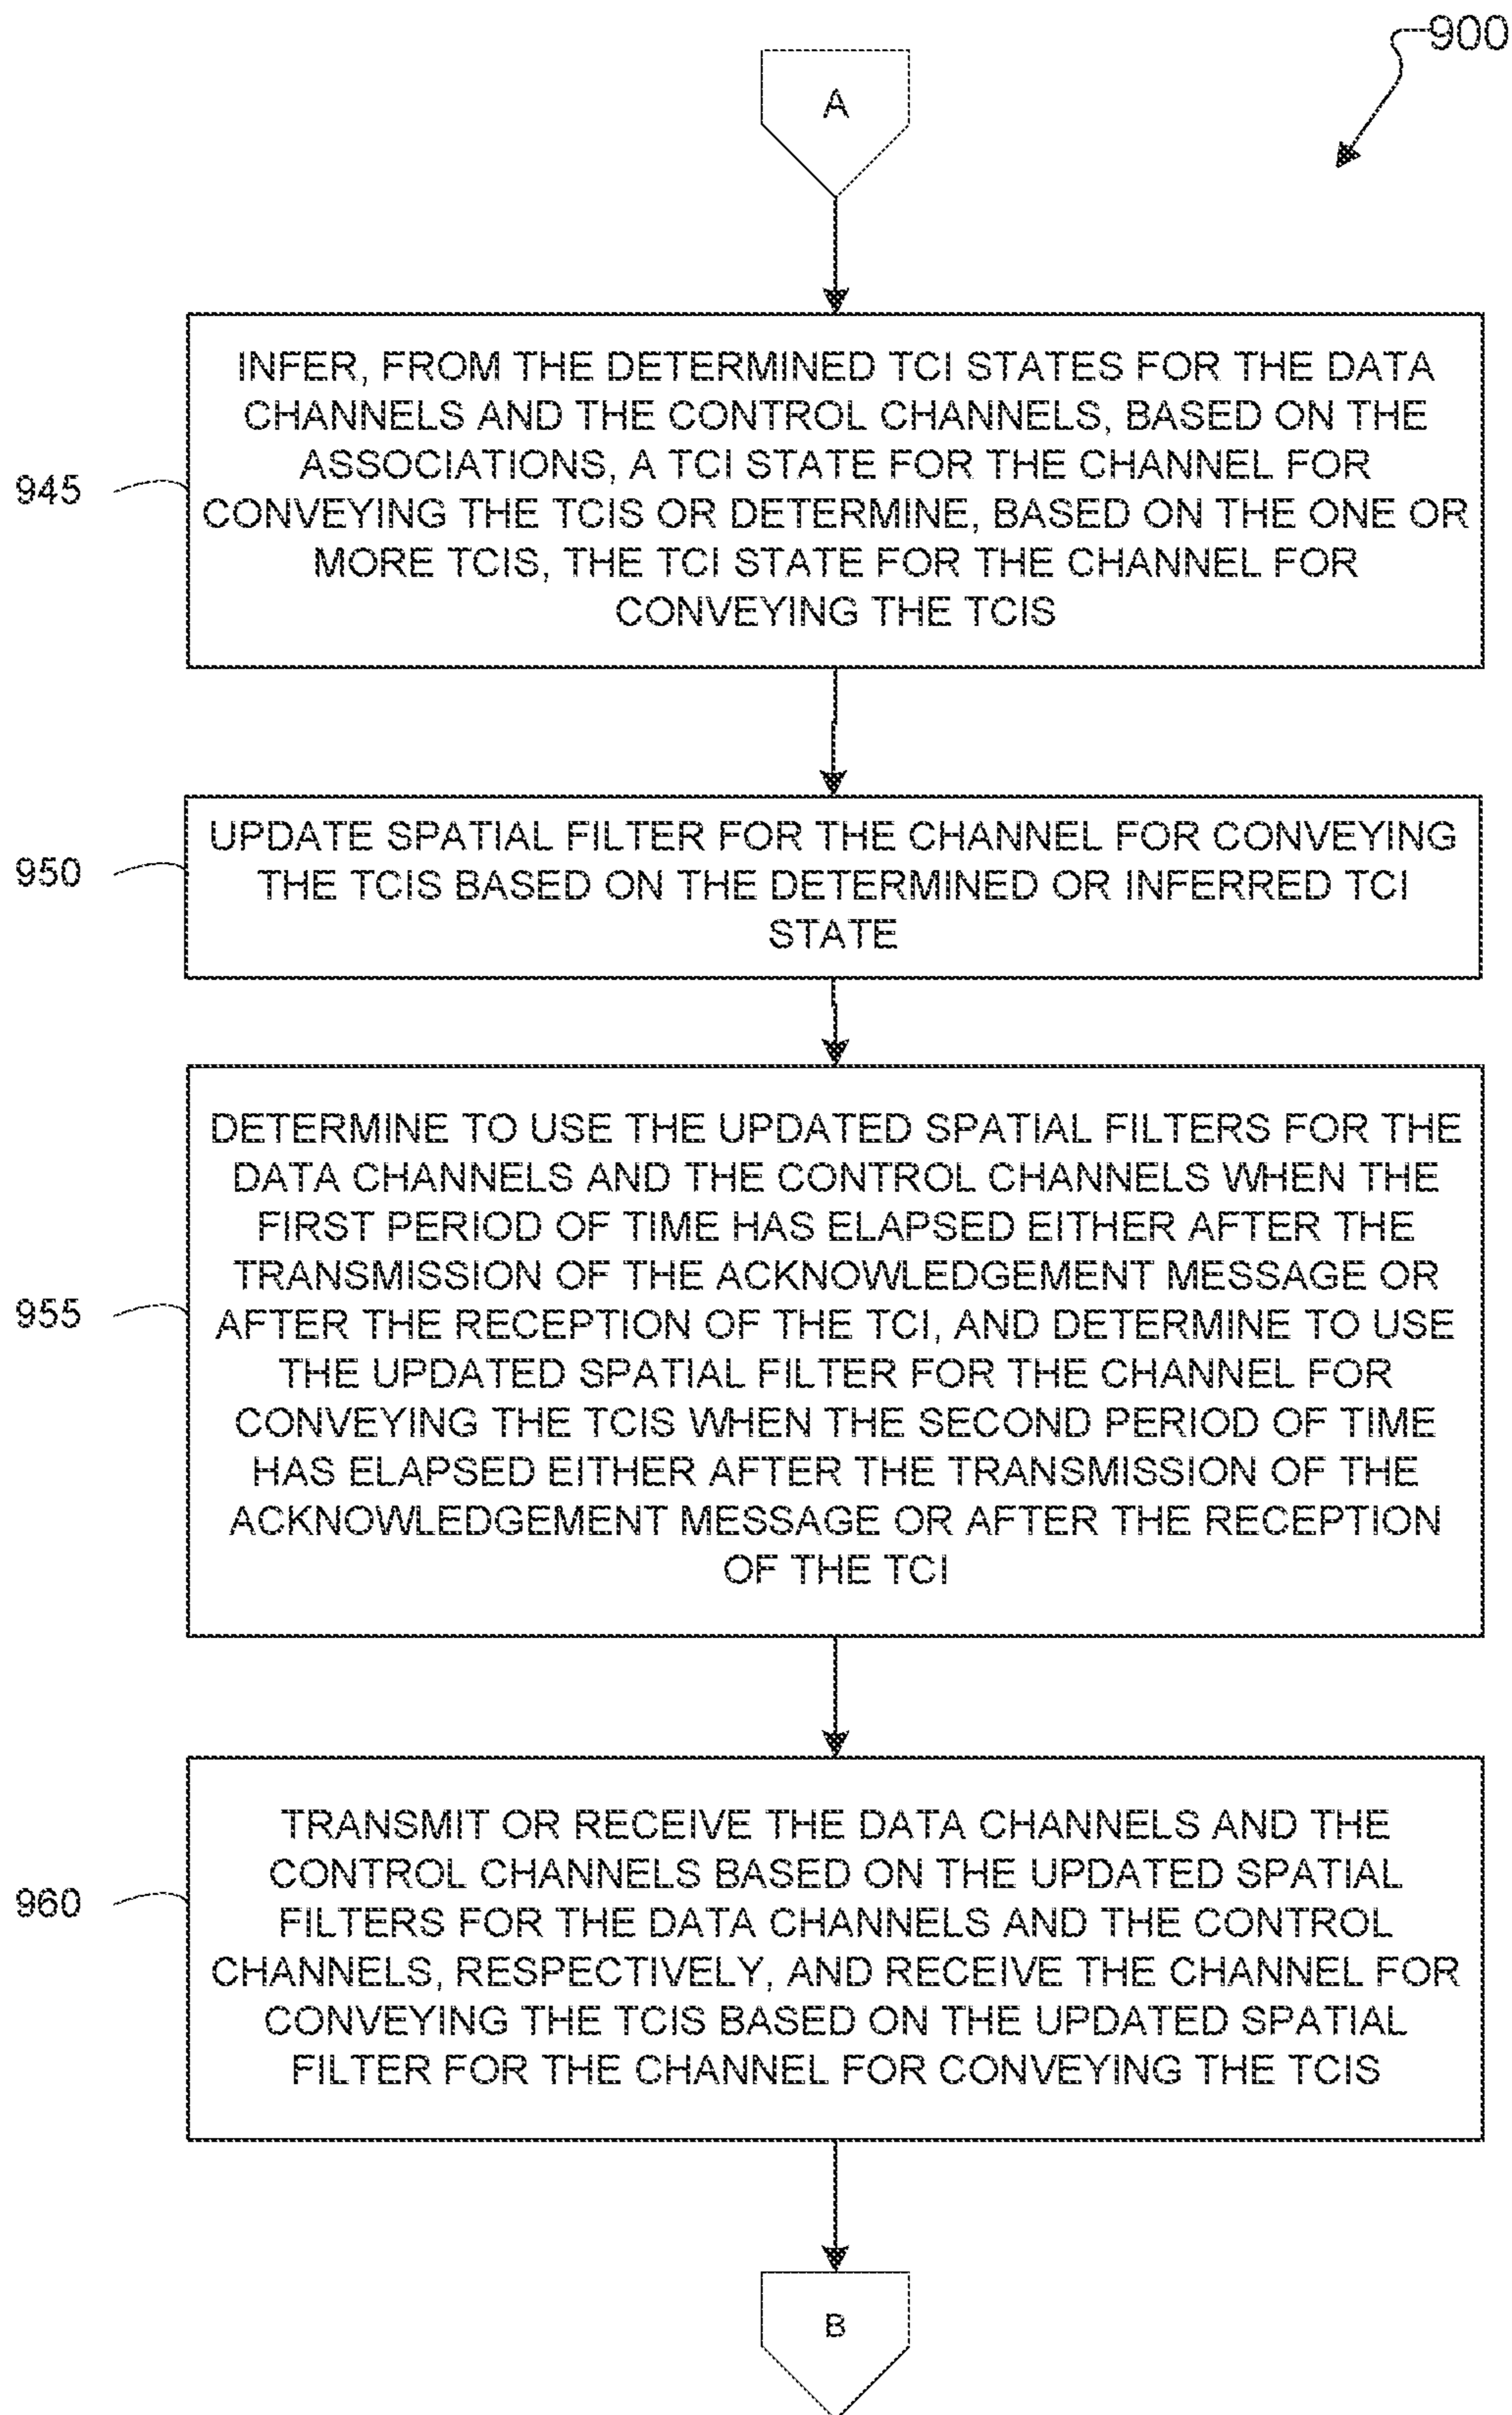 900
A
INFER, FROM THE DETERMINED TCI STATES FOR THE DATA
CHANNELS AND THE CONTROL CHANNELS, BASED ON THE
ASSOCIATIONS, A TCI STATE FOR THE CHANNEL FOR
CONVEYING THE TCIS OR DETERMINE, BASED ON THE ONE OR
MORE TCIS, THE TCI STATE FOR THE CHANNEL FOR
CONVEYING THE TCIS
945
UPDATE SPATIAL FILTER FOR THE CHANNEL FOR CONVEYING
THE TCIS BASED ON THE DETERMINED OR INFERRED TCI
STATE
950
DETERMINE TO USE THE UPDATED SPATIAL FILTERS FOR THE
DATA CHANNELS AND THE CONTROL CHANNELS WHEN THE
FIRST PERIOD OF TIME HAS ELAPSED EITHER AFTER THE
TRANSMISSION OF THE ACKNOWLEDGEMENT MESSAGE OR
AFTER THE RECEPTION OF THE TCI, AND DETERMINE TO USE
THE UPDATED SPATIAL FILTER FOR THE CHANNEL FOR
CONVEYING THE TCIS WHEN THE SECOND PERIOD OF TIME
HAS ELAPSED EITHER AFTER THE TRANSMISSION OF THE
ACKNOWLEDGEMENT MESSAGE OR AFTER THE RECEPTION
OF THE TCI
955
TRANSMIT OR RECEIVE THE DATA CHANNELS AND THE
CONTROL CHANNELS BASED ON THE UPDATED SPATIAL
FILTERS FOR THE DATA CHANNELS AND THE CONTROL
CHANNELS, RESPECTIVELY, AND RECEIVE THE CHANNEL FOR
CONVEYING THE TCIS BASED ON THE UPDATED SPATIAL
FILTER FOR THE CHANNEL FOR CONVEYING THE TCIS
960
B